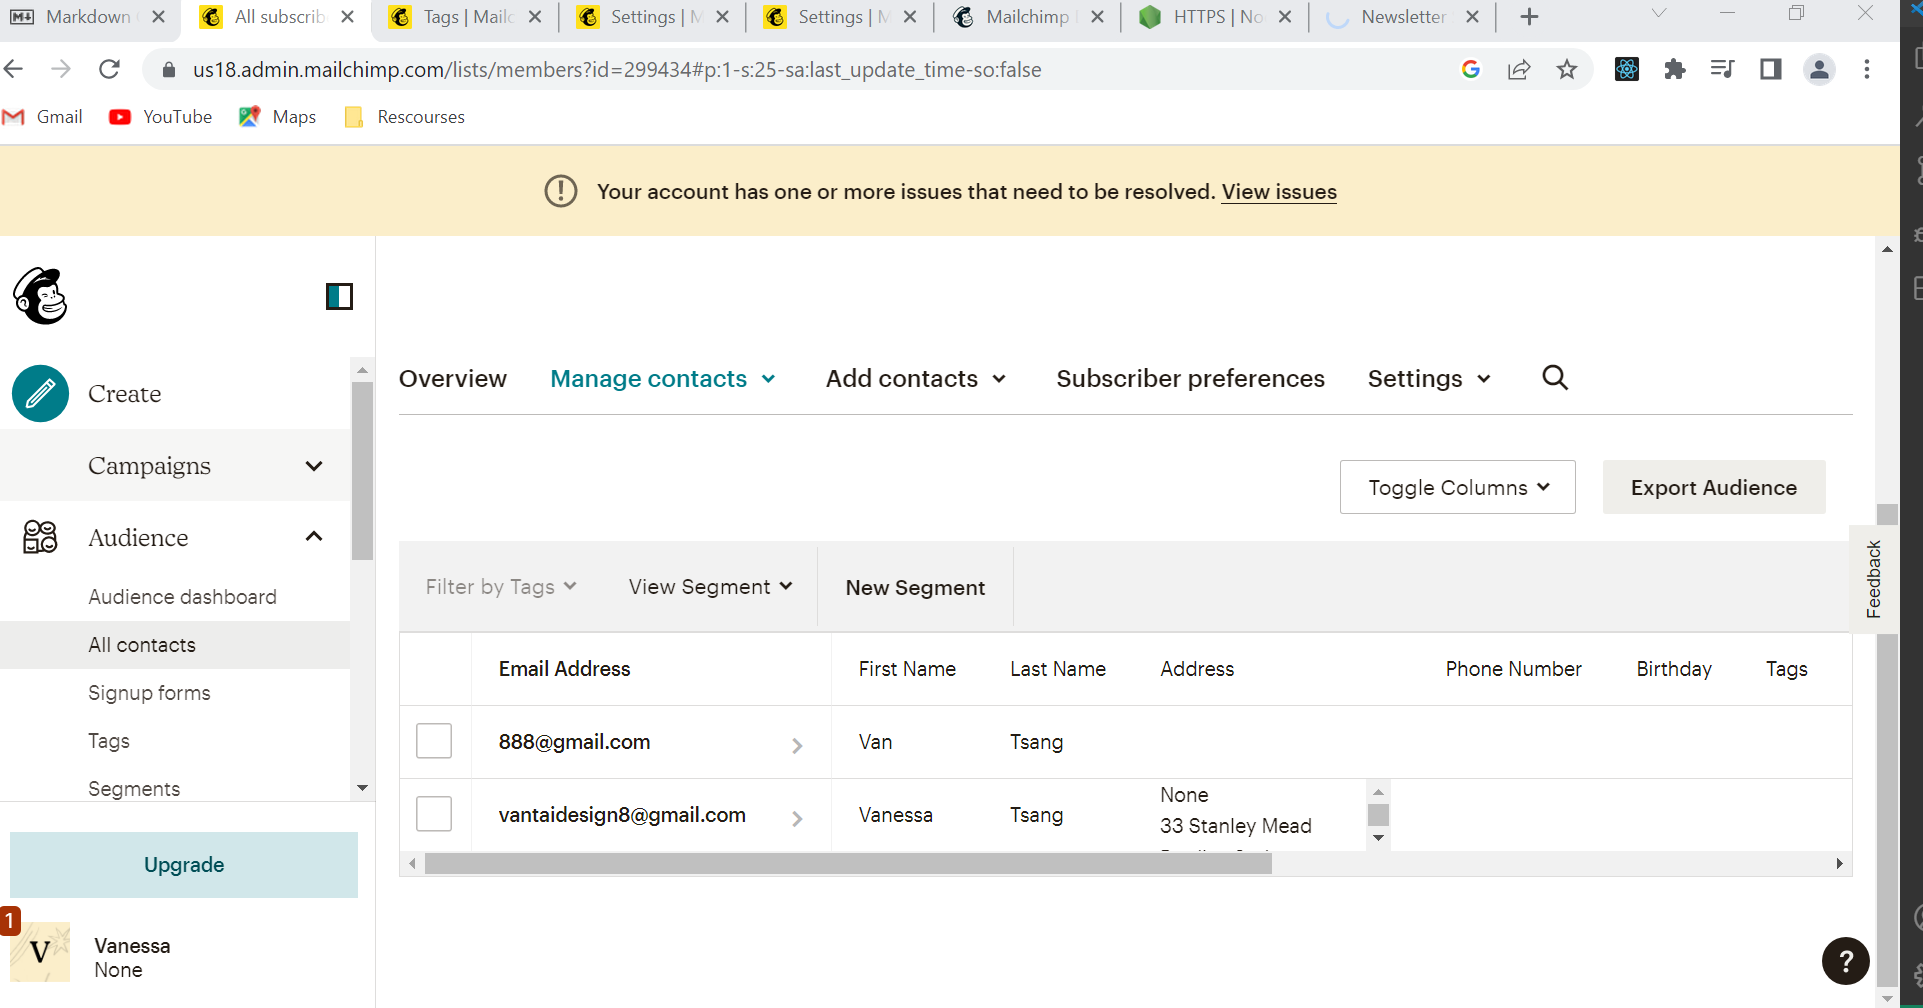 Markdown
All subscrib
Tags | Mailc
Settings | M
Settings | M
Mailchimp
HTTPS | No
Newsletter
us18.admin.mailchimp.com/lists/members?id=299434#p:1-s:25-sa:last_update_time-so:false
Gmail YouTube Maps Rescourses
Your account has one or more issues that need to be resolved. View issues
Create
Campaigns
Audience
Audience dashboard
All contacts
Signup forms
Tags
Segments
Upgrade
1
V
Vanessa
None
Overview Manage contacts Add contacts Subscriber preferences Settings
Toggle Columns Export Audience
Filter by Tags View Segment New Segment
Email Address First Name Last Name Address Phone Number Birthday Tags
888@gmail.com Van Tsang
vantaidesign8@gmail.com Vanessa Tsang None
33 Stanley Mead
Feedback
?